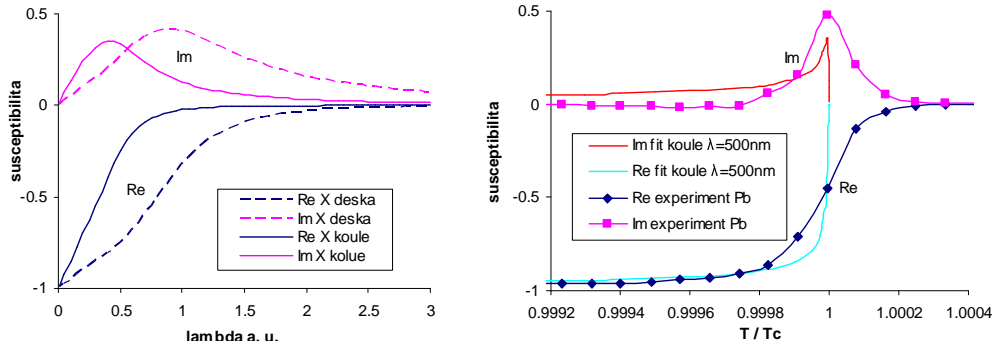 0.5
0
-0.5
-1
susceptibilita
Im
Re
Re X deska
Im X deska
Re X koule
Im X kolue
0
0.5
1
1.5
2
2.5
3
lambda a. u.
0.5
0
-0.5
-1
susceptibilita
Im
Im fit koule λ=500nm
Re fit koule λ=500nm
Re experiment Pb
Im experiment Pb
Re
0.9992
0.9994
0.9996
0.9998
1
1.0002
1.0004
T / Tc